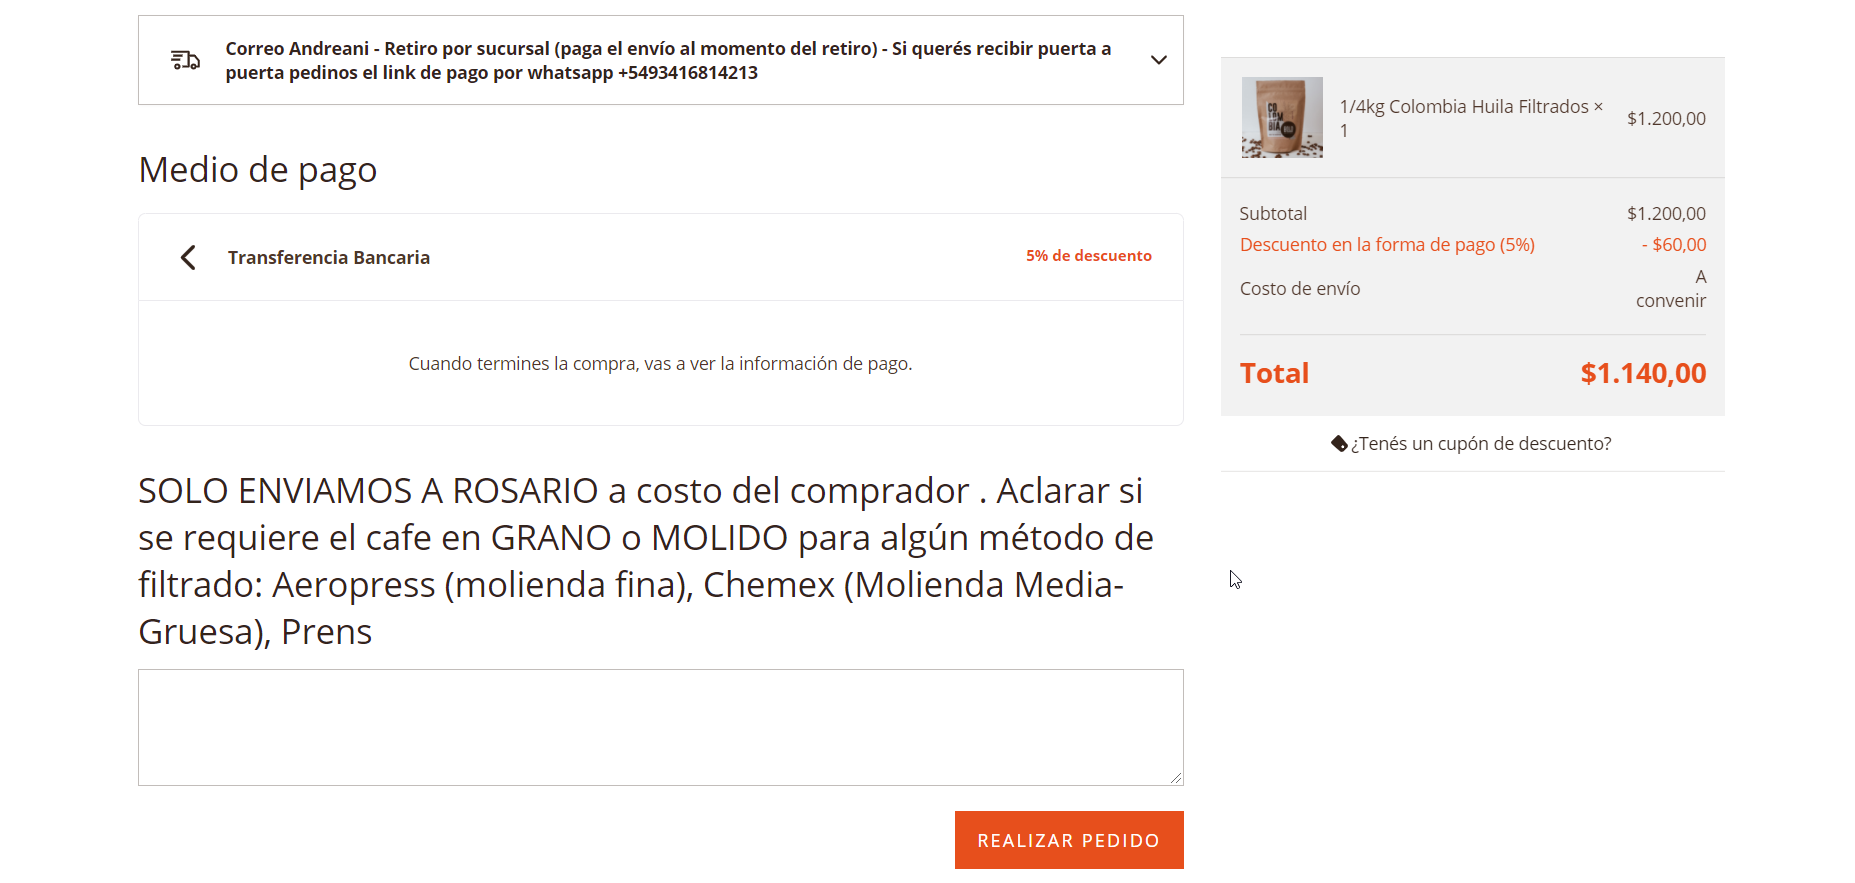 Correo Andreani - Retiro por sucursal (paga el envío al momento del retiro) - Si querés recibir puerta a
puerta pedinos el link de pago por whatsapp +5493416814213
Medio de pago
Transferencia Bancaria
5% de descuento
Cuando termines la compra, vas a ver la información de pago.
SOLO ENVIAMOS A ROSARIO a costo del comprador . Aclarar si
se requiere el cafe en GRANO o MOLIDO para algún método de
filtrado: Aeropress (molienda fina), Chemex (Molienda Media-
Gruesa), Prens
REALIZAR PEDIDO
CO
LOM
BIA
1/4kg Colombia Huila Filtrados ×
1
$1.200,00
Subtotal
$1.200,00
Descuento en la forma de pago (5%)
- $60,00
Costo de envío
A
convenir
Total
$1.140,00
¿Tenés un cupón de descuento?